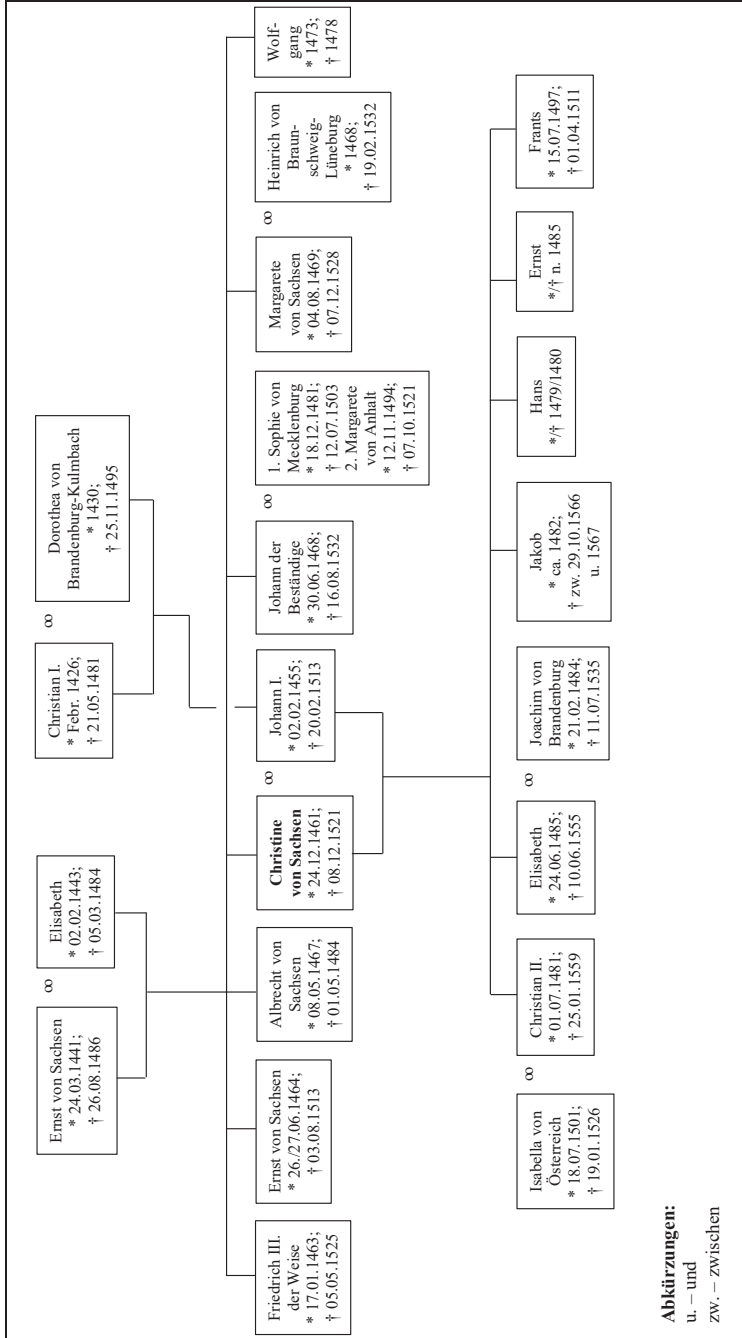 Ernst von Sachsen
* 24.03.1441;
† 26.08.1486
∞
Elisabeth
* 02.02.1443;
† 05.03.1484
Christian I.
* Febr. 1426;
† 21.05.1481
∞
Dorothea von
Brandenburg-Kulmbach
* 1430;
† 25.11.1495
Friedrich III.
der Weise
* 17.01.1463;
† 05.05.1525
Ernst von Sachsen
* 26./27.06.1464;
† 03.08.1513
Albrecht von
Sachsen
* 08.05.1467;
† 01.05.1484
Christine
von Sachsen
* 24.12.1461;
† 08.12.1521
∞
Johann I.
* 02.02.1455;
† 20.02.1513
Johann der
Beständige
* 30.06.1468;
† 16.08.1532
∞
1. Sophie von
Mecklenburg
* 18.12.1481;
† 12.07.1503
2. Margarete
von Anhalt
* 12.11.1494;
† 07.10.1521
Margarete
von Sachsen
* 04.08.1469;
† 07.12.1528
∞
Heinrich von
Braun-
schweig-
Lüneburg
* 1468;
† 19.02.1532
Wolf-
gang
* 1473;
† 1478
Isabella von
Österreich
* 18.07.1501;
† 19.01.1526
∞
Christian II.
* 01.07.1481;
† 25.01.1559
Elisabeth
* 24.06.1485;
† 10.06.1555
∞
Joachim von
Brandenburg
* 21.02.1484;
† 11.07.1535
Jakob
* ca. 1482;
† zw. 29.10.1566
u. 1567
Hans
*/† 1479/1480
Ernst
*/† n. 1485
Frants
* 15.07.1497;
† 01.04.1511
Abkürzungen:
u. – und
zw. – zwischen